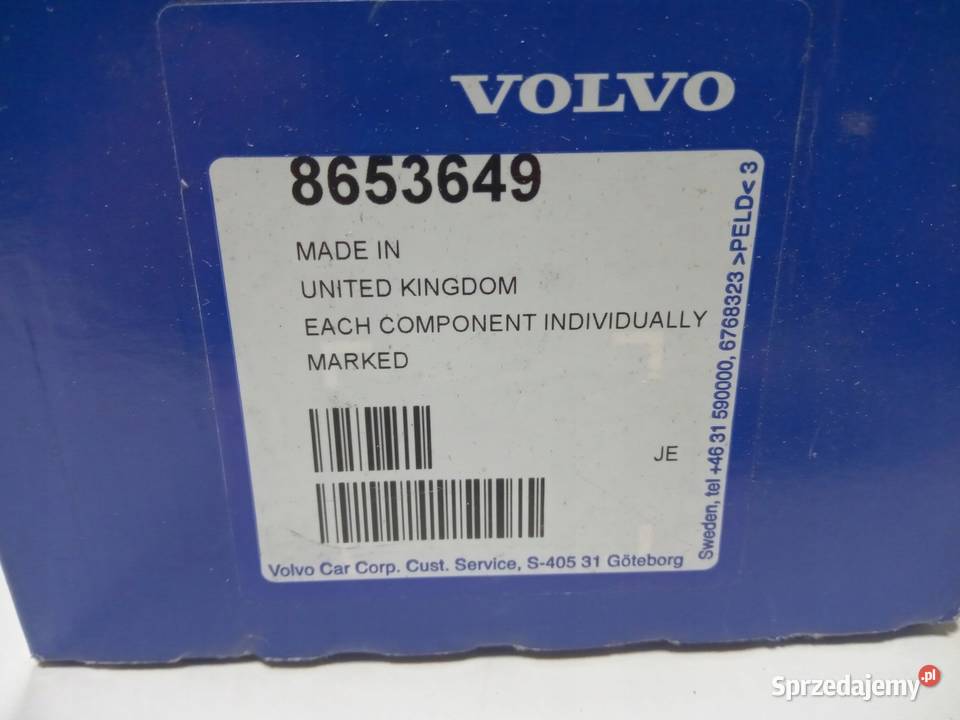 VOLVO
8653649
MADE IN
UNITED KINGDOM
EACH COMPONENT INDIVIDUALLY
MARKED
JE
Volvo Car Corp. Cust. Service, S-405 31 Göteborg
Sweden, tel +46 31 590000, 6768323 >PELD< 3
Sprzedajemy.pl